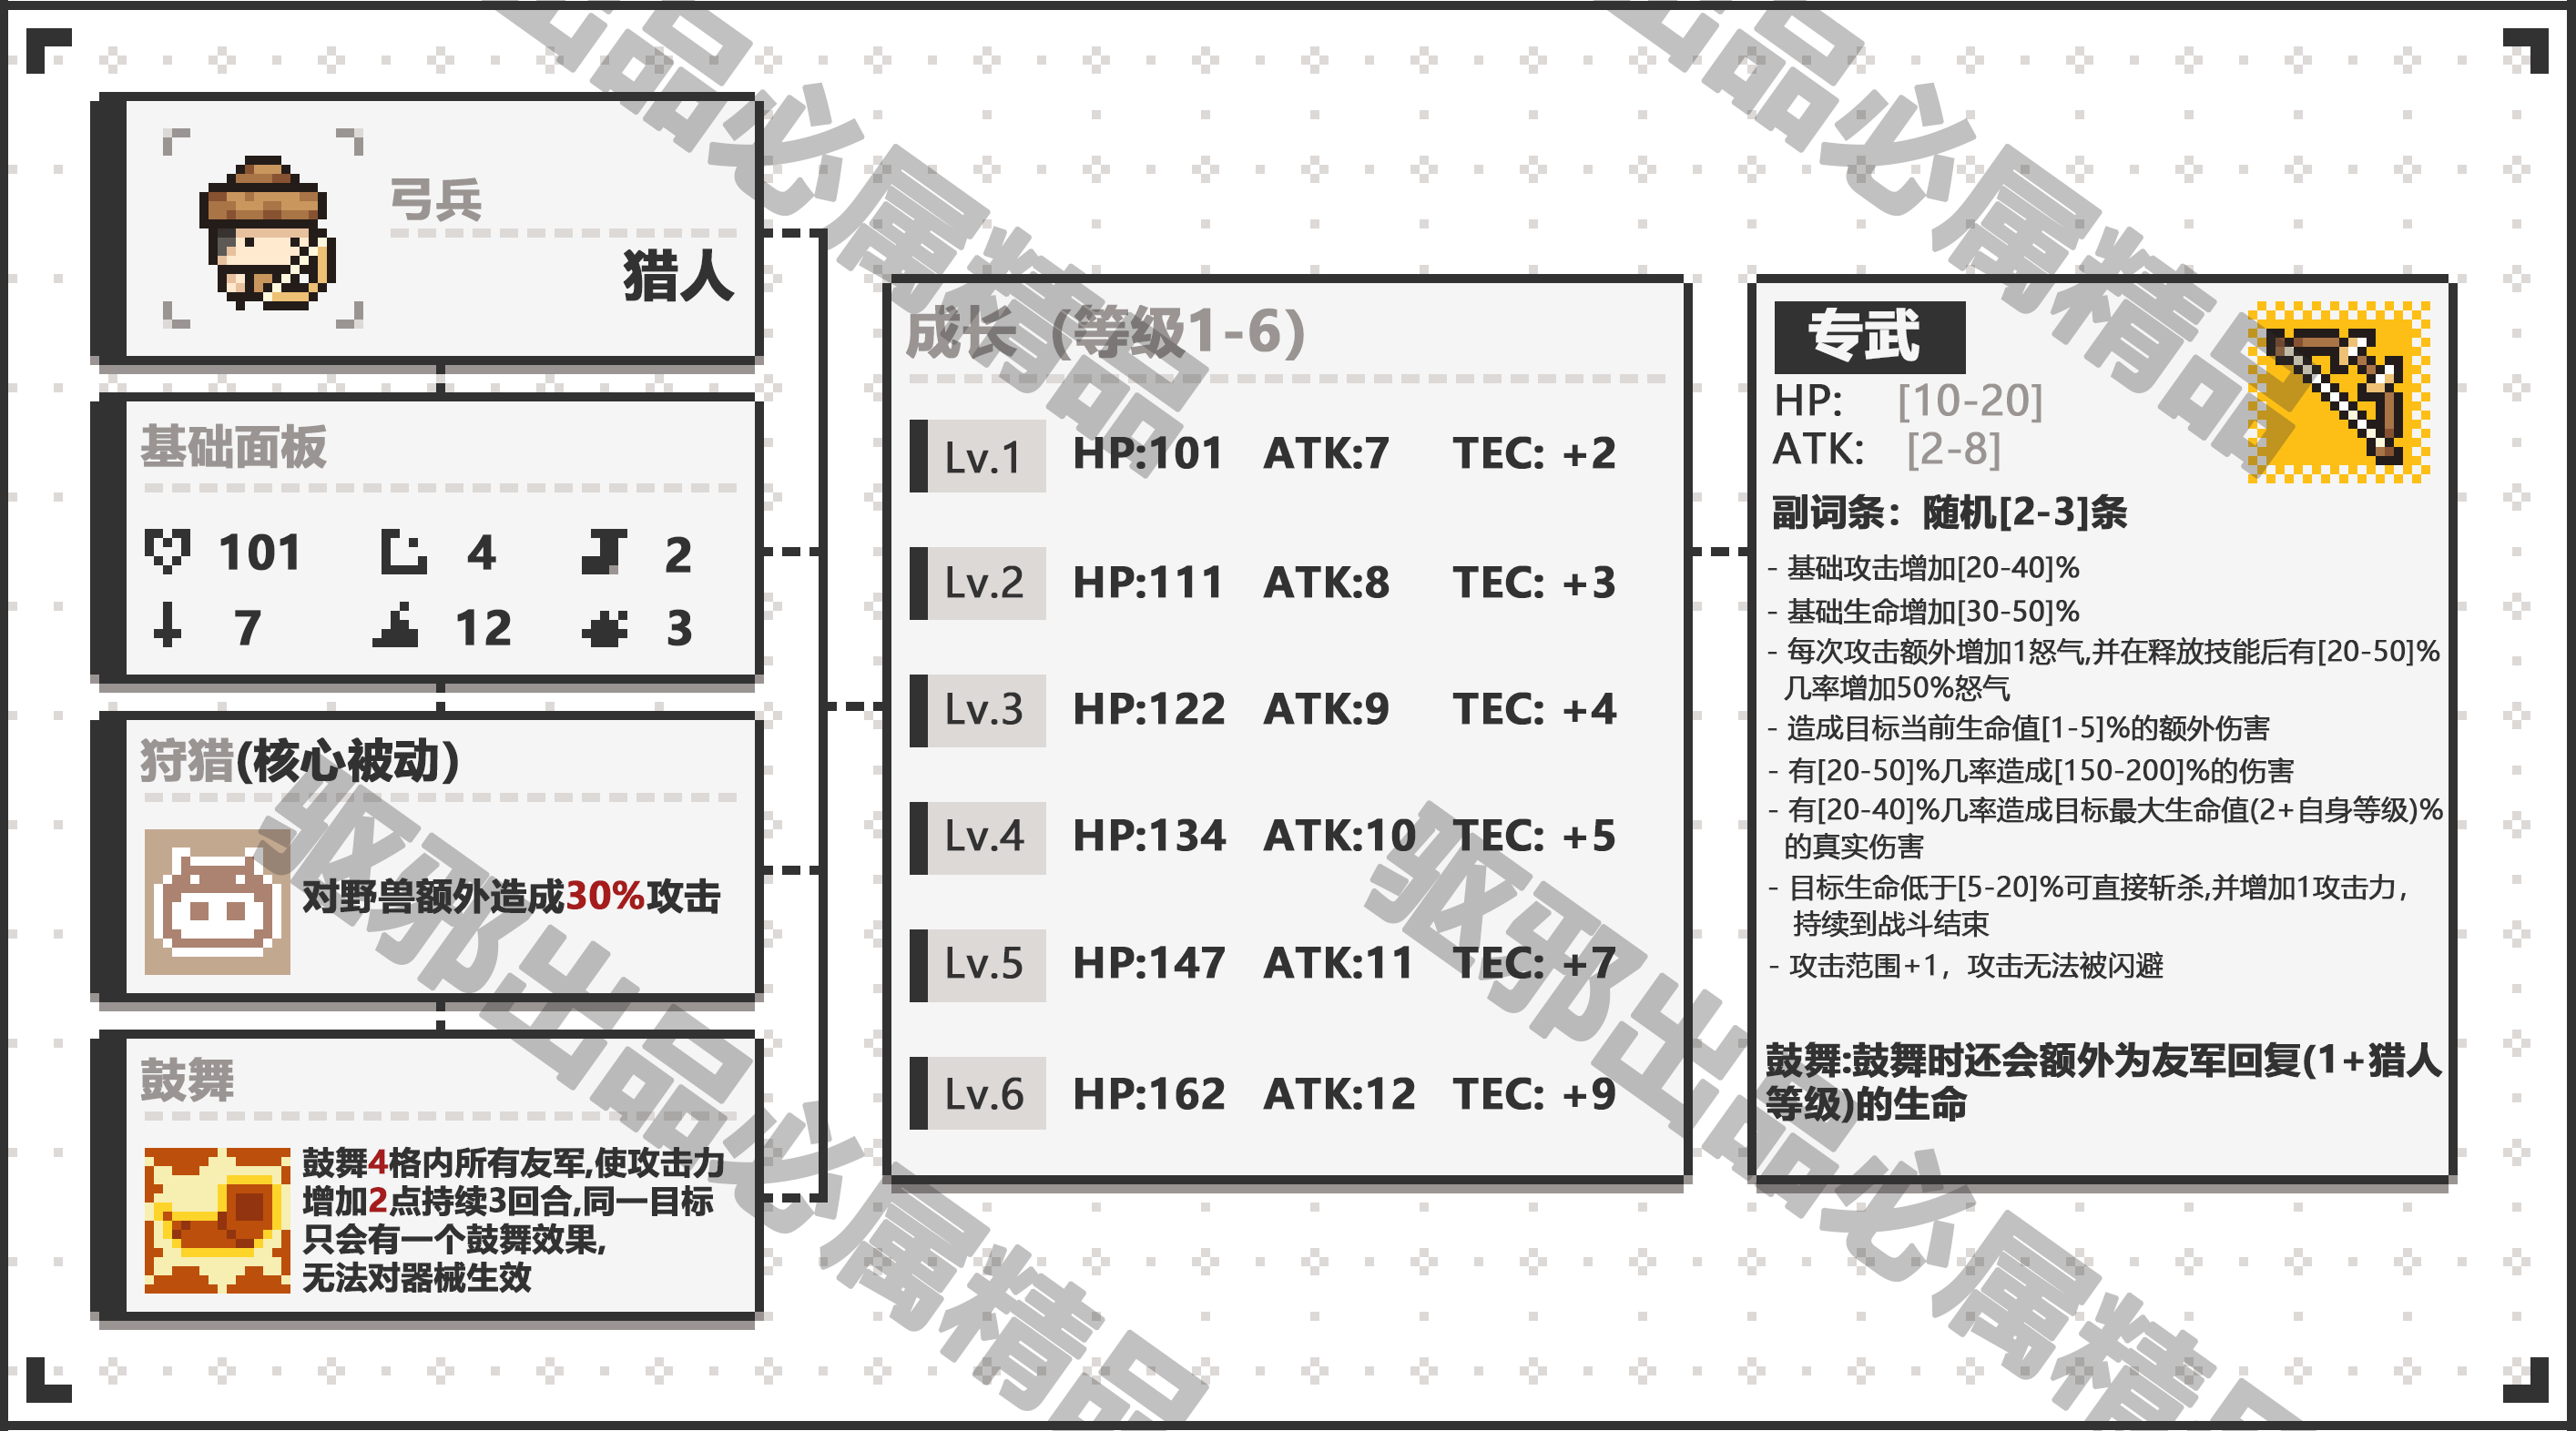 弓兵
猎人
基础面板
101 4 2
7 12 3
狩猎(核心被动)
对野兽额外造成30%攻击
鼓舞
鼓舞4格内所有友军,使攻击力
增加2点持续3回合,同一目标
只会有一个鼓舞效果,
无法对器械生效
成长（等级1-6）
Lv.1 HP:101 ATK:7 TEC: +2
Lv.2 HP:111 ATK:8 TEC: +3
Lv.3 HP:122 ATK:9 TEC: +4
Lv.4 HP:134 ATK:10 TEC: +5
Lv.5 HP:147 ATK:11 TEC: +7
Lv.6 HP:162 ATK:12 TEC: +9
专武
HP: [10-20]
ATK: [2-8]
副词条：随机[2-3]条
- 基础攻击增加[20-40]%
- 基础生命增加[30-50]%
- 每次攻击额外增加1怒气,并在释放技能后有[20-50]%
几率增加50%怒气
- 造成目标当前生命值[1-5]%的额外伤害
- 有[20-50]%几率造成[150-200]%的伤害
- 有[20-40]%几率造成目标最大生命值(2+自身等级)%
的真实伤害
- 目标生命低于[5-20]%可直接斩杀,并增加1攻击力，
持续到战斗结束
- 攻击范围+1，攻击无法被闪避
鼓舞:鼓舞时还会额外为友军回复(1+猎人
等级)的生命
出品必属精品
出品必属精品
驱邪出品必属精品
驱邪出品必属精品